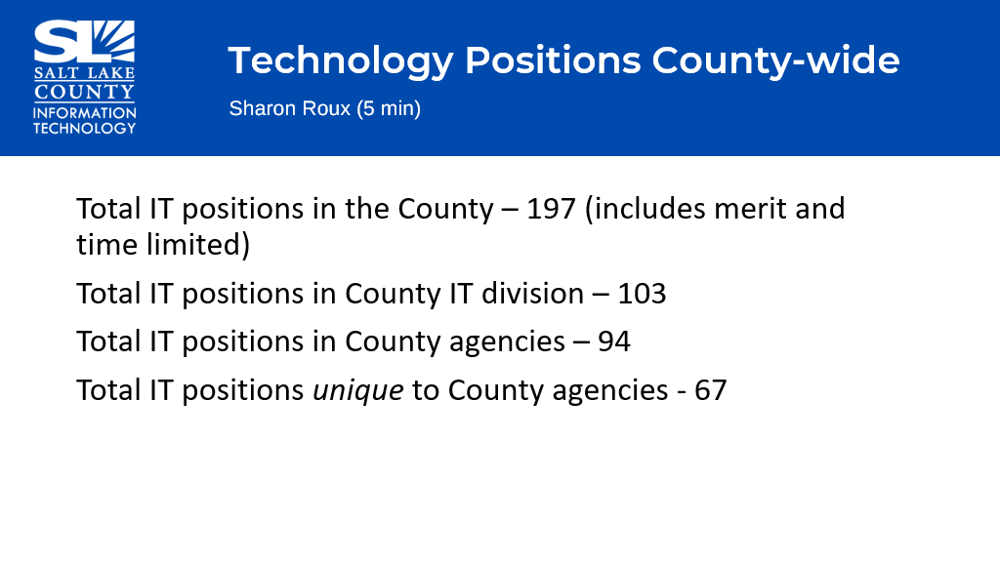 SL
SALT LAKE
COUNTY
INFORMATION
TECHNOLOGY
Technology Positions County-wide
Sharon Roux (5 min)
Total IT positions in the County – 197 (includes merit and
time limited)
Total IT positions in County IT division – 103
Total IT positions in County agencies – 94
Total IT positions unique to County agencies - 67